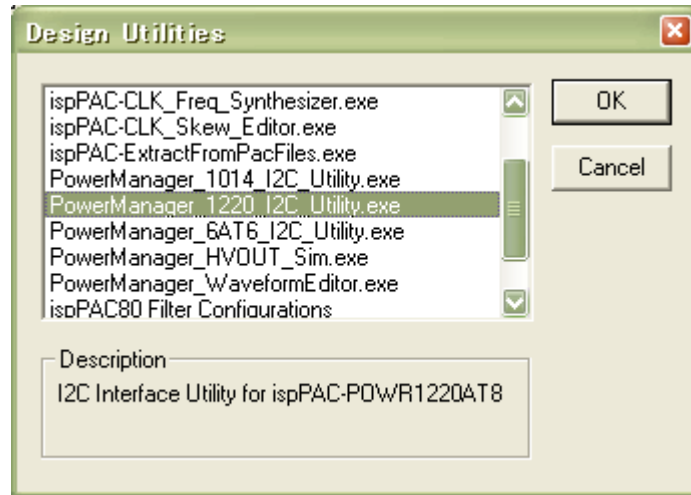 Design Utilities
ispPAC-CLK_Freq_Synthesizer.exe
ispPAC-CLK_Skew_Editor.exe
ispPAC-ExtractFromPacFiles.exe
PowerManager_1014_I2C_Utility.exe
PowerManager_1220_I2C_Utility.exe
PowerManager_6AT6_I2C_Utility.exe
PowerManager_HVOUT_Sim.exe
PowerManager_WaveformEditor.exe
ispPAC80 Filter Configurations
OK
Cancel
Description
I2C Interface Utility for ispPAC-POWR1220AT8